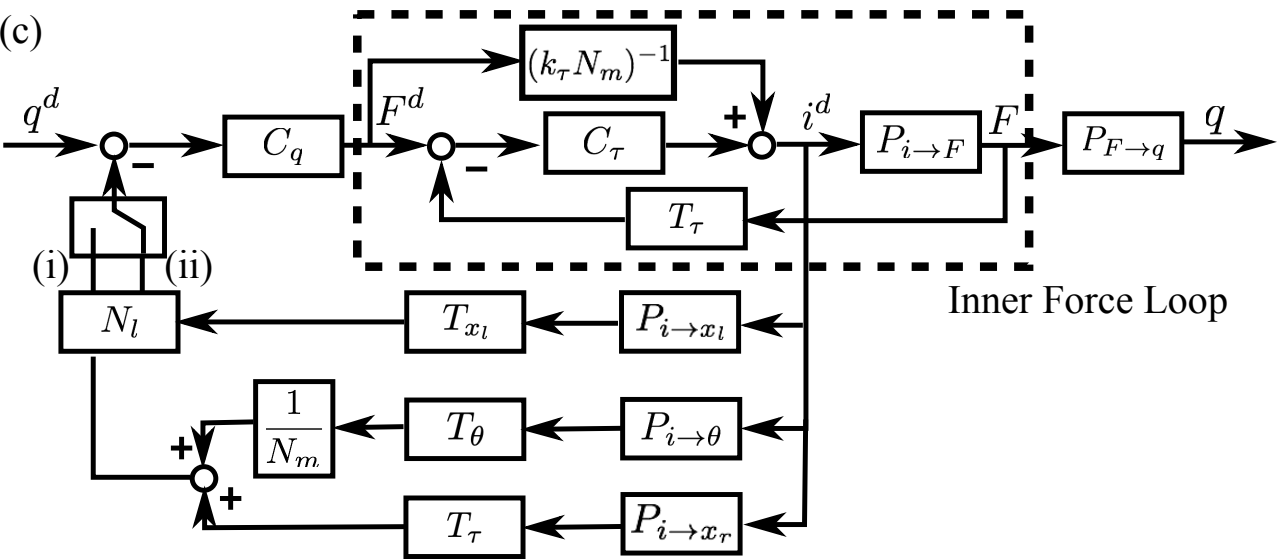 (c)
(k_τ N_m)^{-1}
q^d
−
C_q
F^d
−
C_τ
+
i^d
P_{i→F}
F
P_{F→q}
q
T_τ
(i)
(ii)
Inner Force Loop
N_l
T_{x_l}
P_{i→x_l}
1
N_m
T_θ
P_{i→θ}
+
+
T_τ
P_{i→x_r}